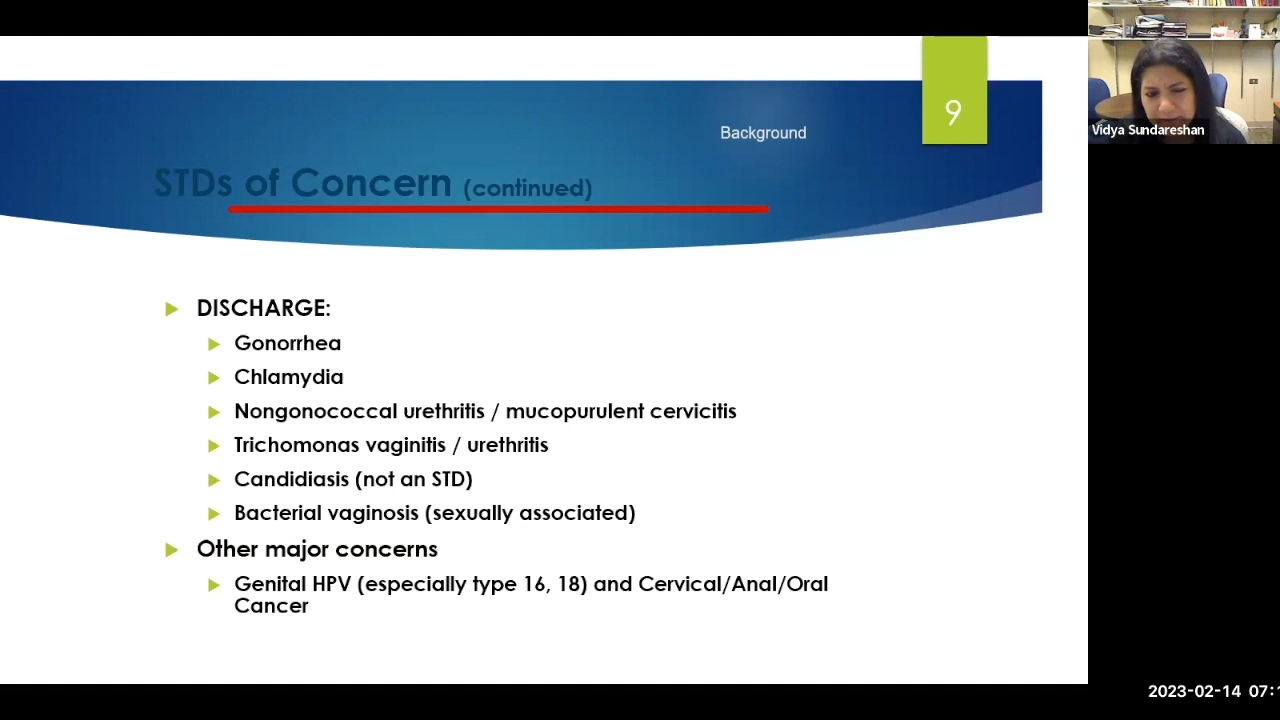 9
Background
STDs of Concern (continued)
DISCHARGE:
Gonorrhea
Chlamydia
Nongonococcal urethritis / mucopurulent cervicitis
Trichomonas vaginitis / urethritis
Candidiasis (not an STD)
Bacterial vaginosis (sexually associated)
Other major concerns
Genital HPV (especially type 16, 18) and Cervical/Anal/Oral
Cancer
Vidya Sundareshan
2023-02-14 07:1